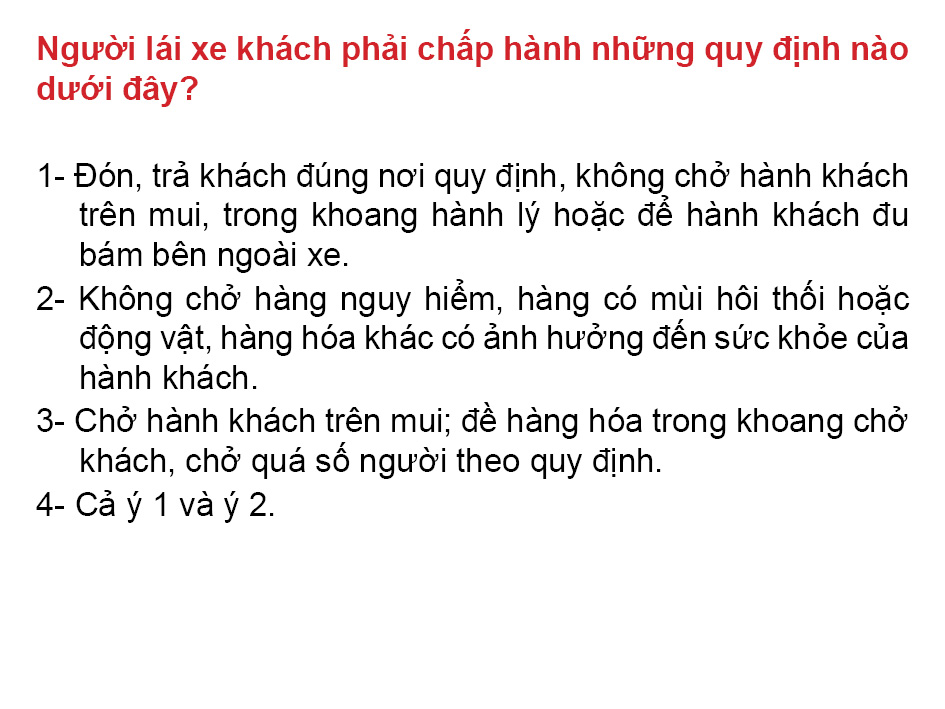 Người lái xe khách phải chấp hành những quy định nào
dưới đây?
1- Đón, trả khách đúng nơi quy định, không chở hành khách
trên mui, trong khoang hành lý hoặc để hành khách đu
bám bên ngoài xe.
2- Không chở hàng nguy hiểm, hàng có mùi hôi thối hoặc
động vật, hàng hóa khác có ảnh hưởng đến sức khỏe của
hành khách.
3- Chở hành khách trên mui; đề hàng hóa trong khoang chở
khách, chở quá số người theo quy định.
4- Cả ý 1 và ý 2.